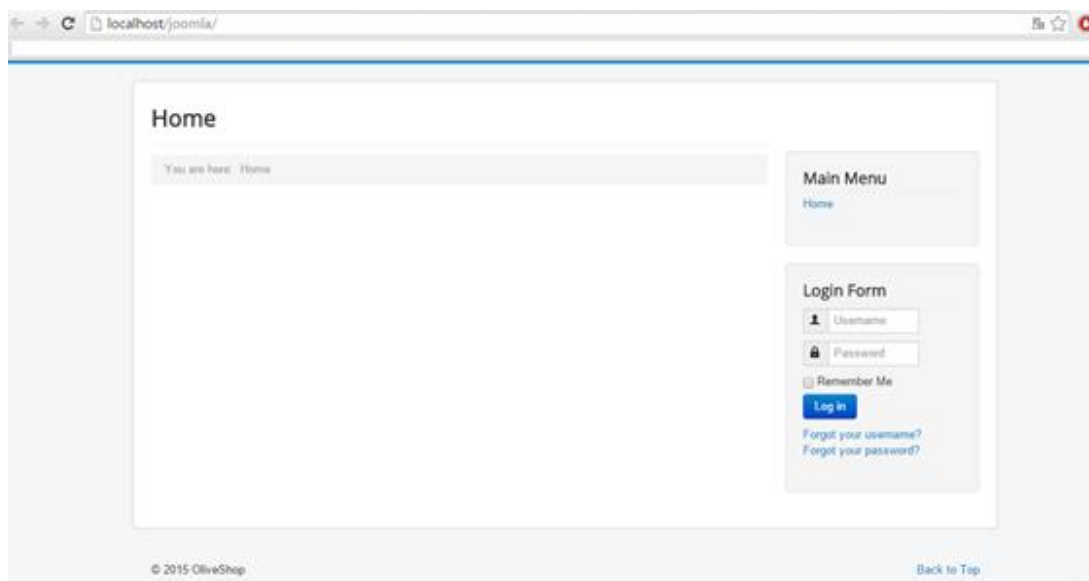 localhost/joomla/
Home
You are here: Home
Main Menu
Home
Login Form
Username
Password
Remember Me
Log in
Forgot your username?
Forgot your password?
© 2015 OliveShop
Back to Top